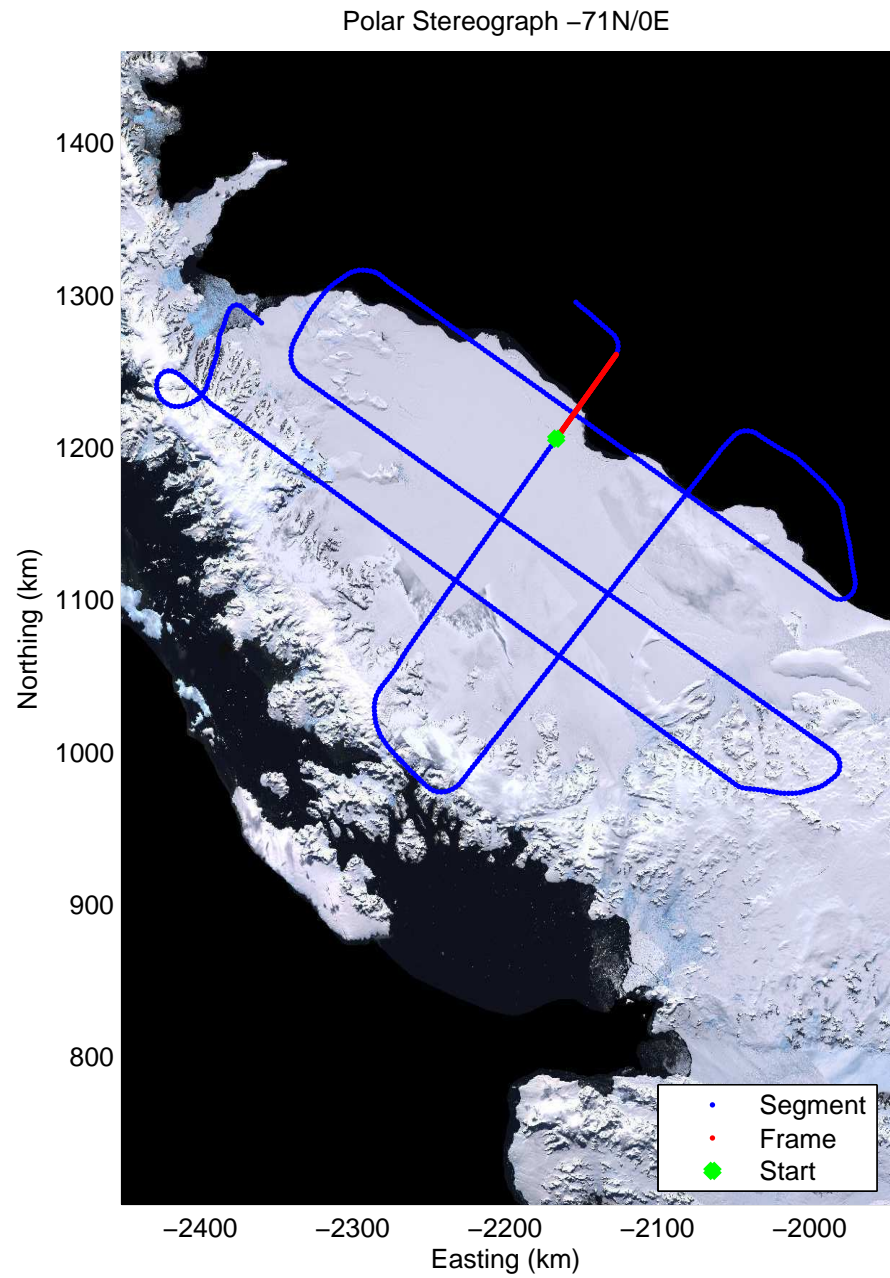 Polar Stereograph −71N/0E
1400
1300
1200
1100
1000
900
800
Northing (km)
−2400
−2300
−2200
−2100
−2000
Easting (km)
Segment
Frame
Start